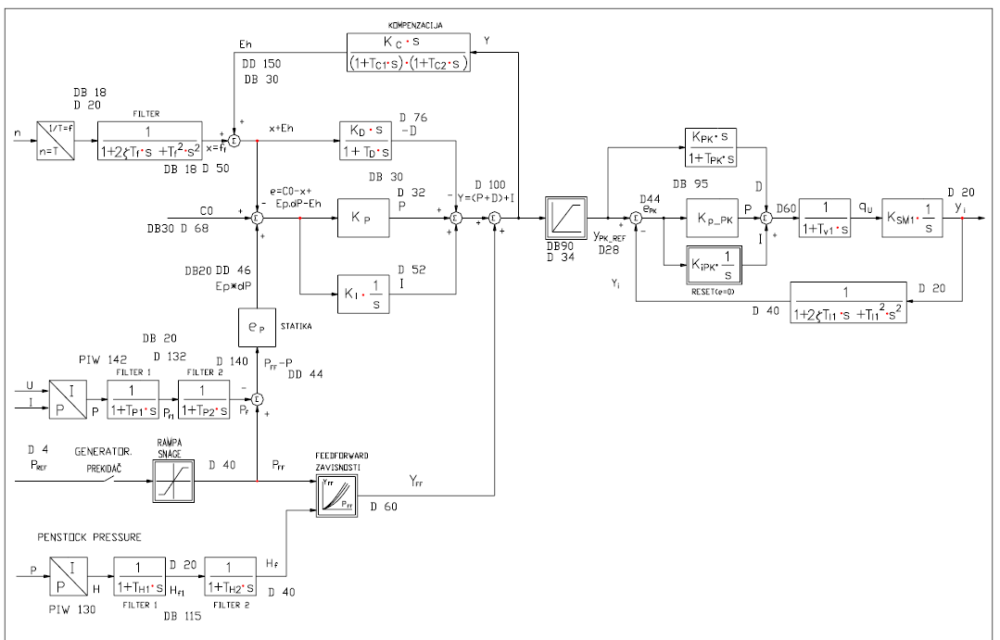 KOMPENZACIJA
Eh
K_C·s
(1+T_C1·s)·(1+T_C2·s)
Y
DD 150
DB 30
DB 18
D 20
n
1/T=f
n=T
FILTER
1
1+2ζT_f·s +T_f²·s²
x=f_f
DB 18 D 50
+
+
Σ
x+Eh
K_D·s
1+T_D·s
D 76
-D
e=C0-x+
Ep.dP-Eh
C0
DB30 D 68
+
-
+
Σ
DB 30
D 32
P
K_P
D 100
Y=(P+D)+I
-
+
+
Σ
+
+
Σ
DB20 DD 46
Ep*dP
K_I·1/s
D 52
I
e_P
STATIKA
P_ff-P
DD 44
DB90
D 34
y_PK_REF
D28
+
-
Σ
D44
e_PK
K_PK·s
1+T_PK·s
D
DB 95
K_p_PK
P
K_iPK·1/s
I
RESET(e=0)
+
Σ
D60
1
1+T_v1·s
q_U
K_SM1·1/s
D 20
y_i
Y_i
D 40
1
1+2ζT_I1·s +T_I1²·s²
D 20
PIW 142
DB 20
D 132
D 140
U
I
I
P
P
FILTER 1
1
1+T_P1·s
P_f1
FILTER 2
1
1+T_P2·s
P_f
-
+
Σ
D 4
P_REF
GENERATOR.
PREKIDAČ
RAMPA
SNAGE
D 40
P_FF
FEEDFORWARD
ZAVISNOSTI
Y_FF
P_FF
Y_FF
D 60
PENSTOCK PRESSURE
P
I
P
H
PIW 130
1
1+T_H1·s
FILTER 1
D 20
H_f1
DB 115
1
1+T_H2·s
FILTER 2
H_f
D 40